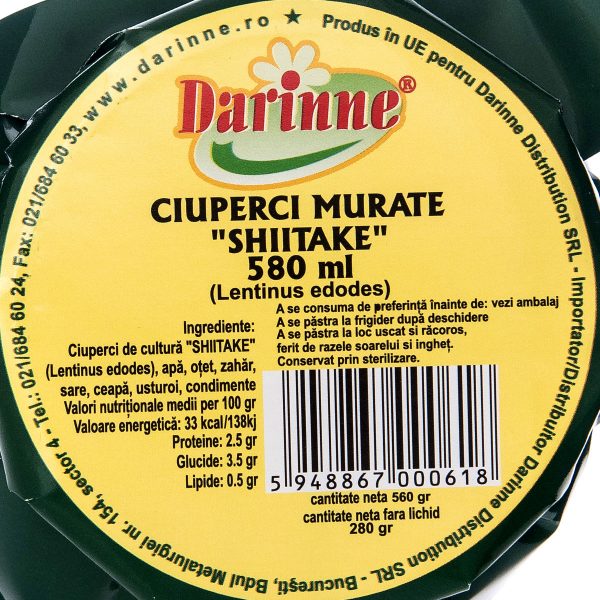 www.darinne.ro ★ Produs în UE pentru Darinne Distribution SRL - Importator/Distribuitor Darinne Distribution SRL - București, Bdul Metalurgiei nr. 154, sector 4 - Tel.: 021/684 60 24, Fax: 021/684 60 33,
Darinne®
CIUPERCI MURATE
"SHIITAKE"
580 ml
(Lentinus edodes)
A se consuma de preferință înainte de: vezi ambalaj
A se păstra la frigider după deschidere
A se păstra la loc uscat si răcoros,
ferit de razele soarelui si ingheț.
Conservat prin sterilizare.
Ingrediente:
Ciuperci de cultură "SHIITAKE"
(Lentinus edodes), apă, oțet, zahăr,
sare, ceapă, usturoi, condimente
Valori nutriționale medii per 100 gr
Valoare energetică: 33 kcal/138kj
Proteine: 2.5 gr
Glucide: 3.5 gr
Lipide: 0.5 gr
5 948867 000618
cantitate neta 560 gr
cantitate neta fara lichid
280 gr